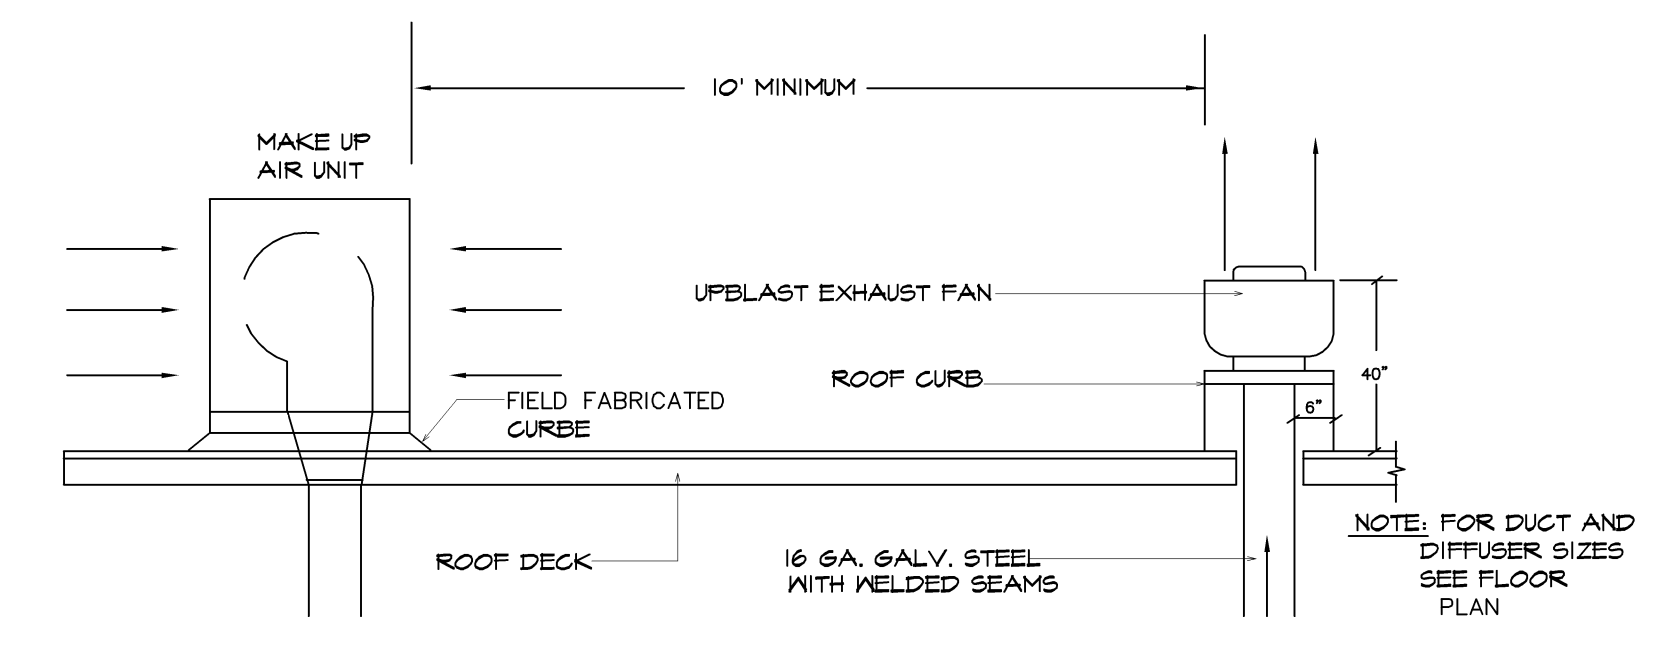 10' MINIMUM
MAKE UP
AIR UNIT
UPBLAST EXHAUST FAN
ROOF CURB
40"
6"
FIELD FABRICATED
CURBE
ROOF DECK
16 GA. GALV. STEEL
WITH WELDED SEAMS
NOTE: FOR DUCT AND
DIFFUSER SIZES
SEE FLOOR
PLAN